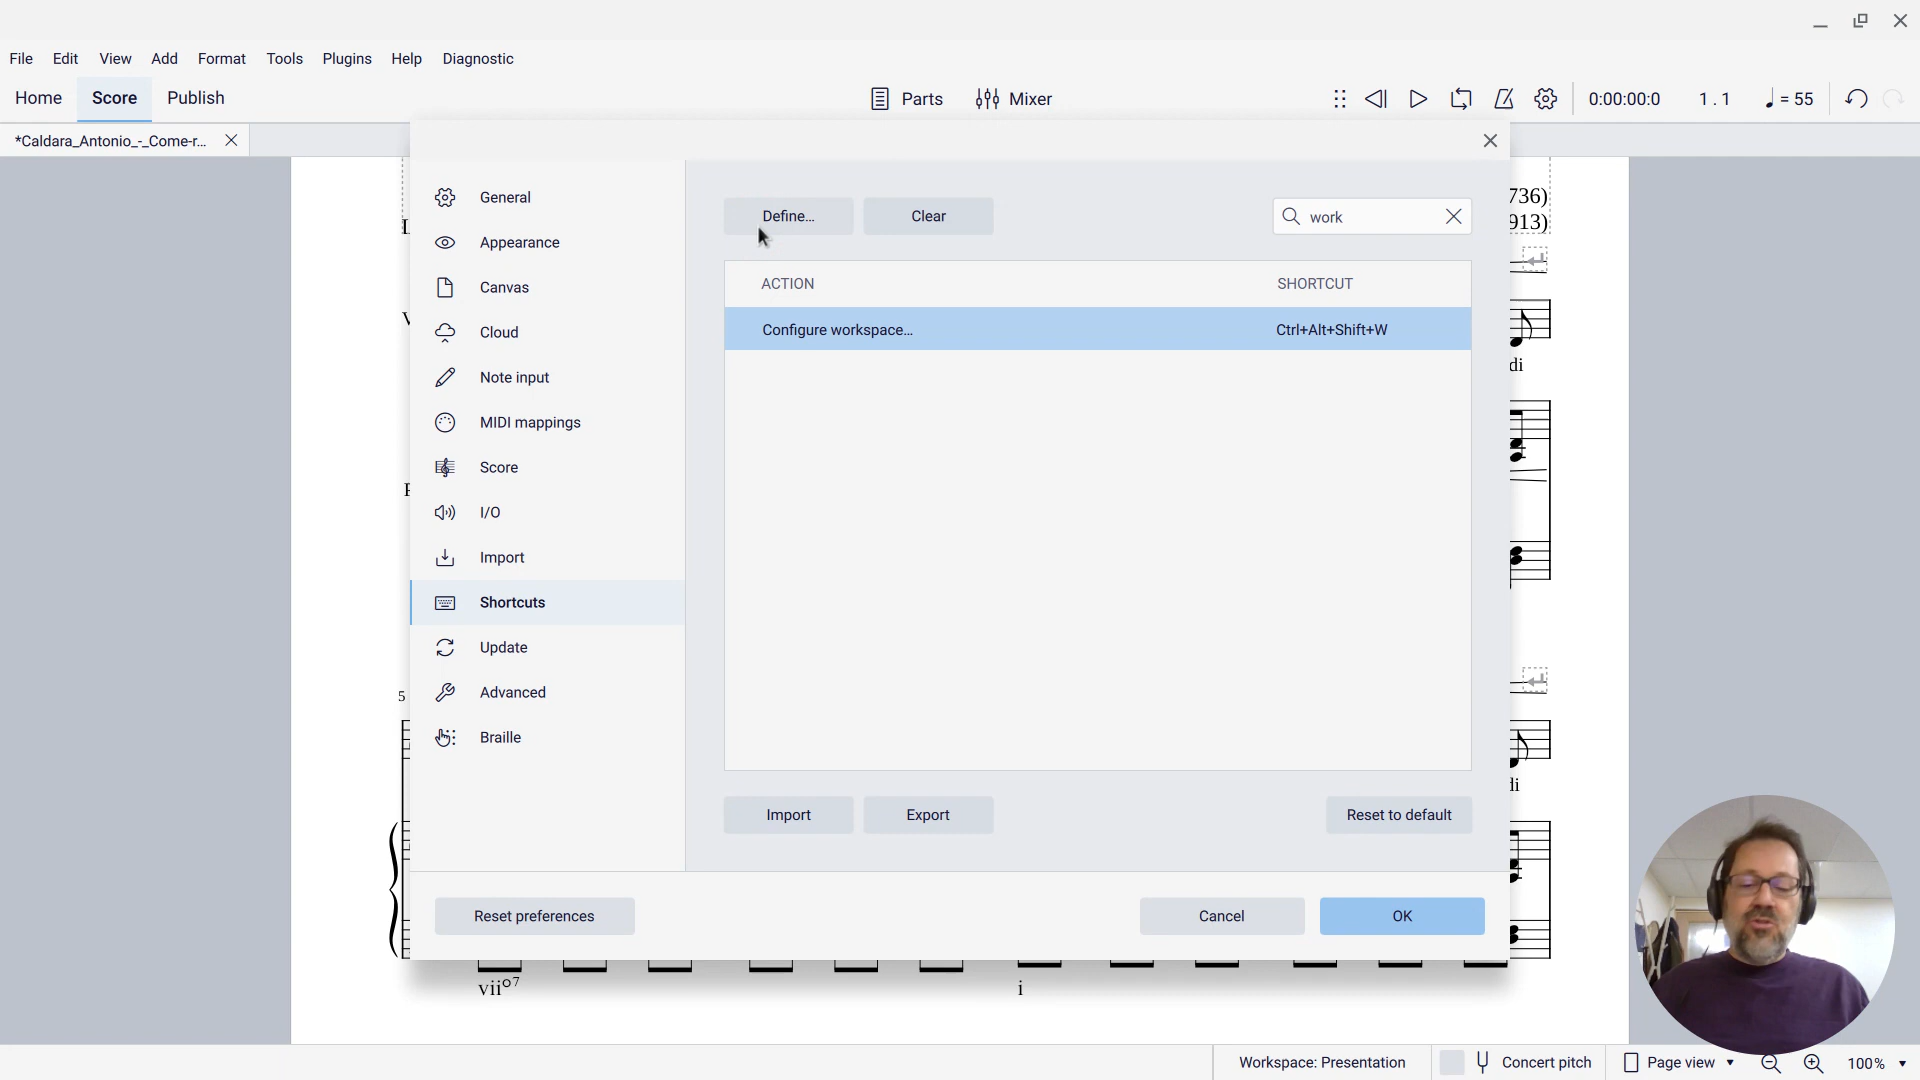 File Edit View Add Format Tools Plugins Help Diagnostic
Home Score Publish Parts Mixer 0:00:00:0 1 . 1 = 55
*Caldara_Antonio_-_Come-r...
General
Appearance
Canvas
Cloud
Note input
MIDI mappings
Score
I/O
Import
Shortcuts
Update
Advanced
Braille
Define... Clear work
ACTION SHORTCUT
Configure workspace... Ctrl+Alt+Shift+W
Import Export Reset to default
Reset preferences Cancel OK
736)
913)
di
5
di
vii°7 i
Workspace: Presentation Concert pitch Page view 100%